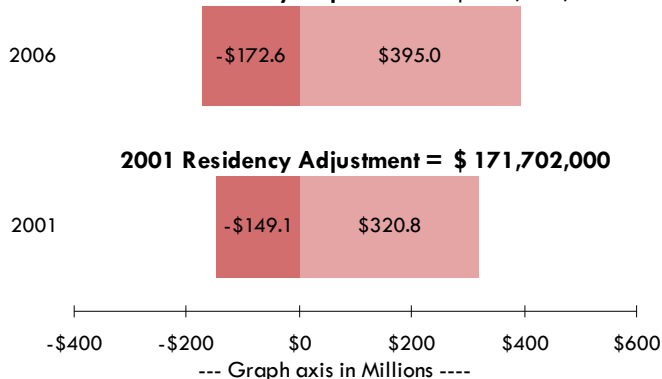 2006 -$172.6 $395.0
2001 Residency Adjustment = $ 171,702,000
2001 -$149.1 $320.8
-$400 -$200 $0 $200 $400 $600
--- Graph axis in Millions ----